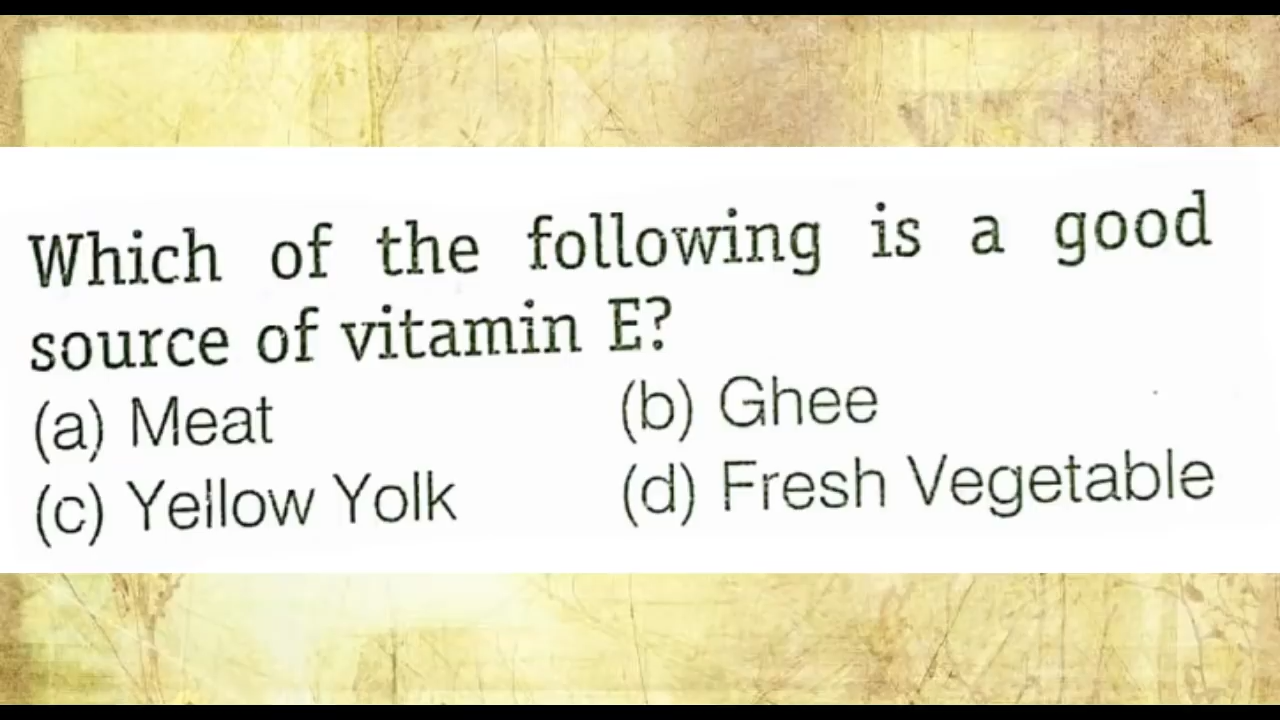 Which of the following is a good
source of vitamin E?
(a) Meat (b) Ghee
(c) Yellow Yolk (d) Fresh Vegetable